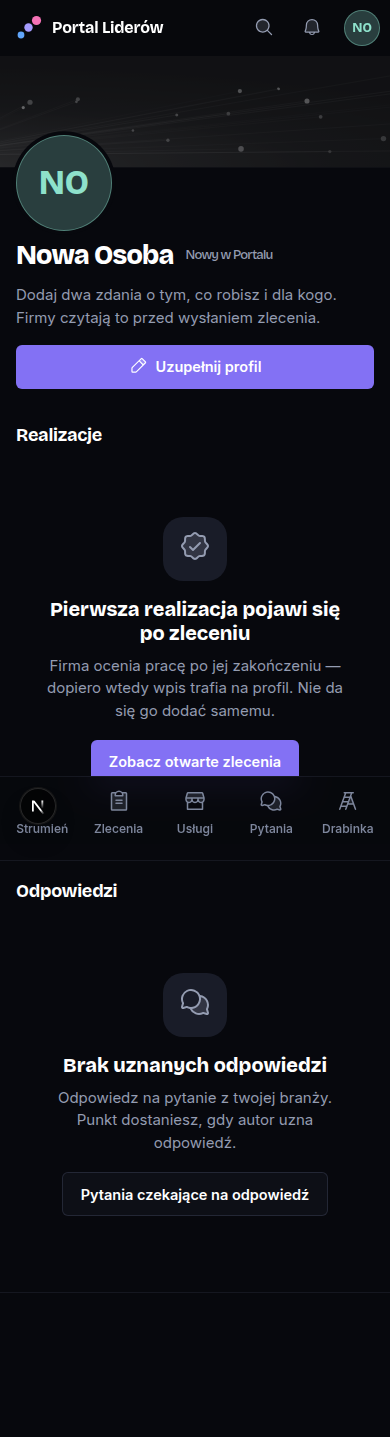 Portal Liderów
NO
NO
Nowa Osoba Nowy w Portalu
Dodaj dwa zdania o tym, co robisz i dla kogo.
Firmy czytają to przed wysłaniem zlecenia.
Uzupełnij profil
Realizacje
Pierwsza realizacja pojawi się
po zleceniu
Firma ocenia pracę po jej zakończeniu —
dopiero wtedy wpis trafia na profil. Nie da
się go dodać samemu.
Zobacz otwarte zlecenia
N
Strumień Zlecenia Usługi Pytania Drabinka
Odpowiedzi
Brak uznanych odpowiedzi
Odpowiedz na pytanie z twojej branży.
Punkt dostaniesz, gdy autor uzna
odpowiedź.
Pytania czekające na odpowiedź